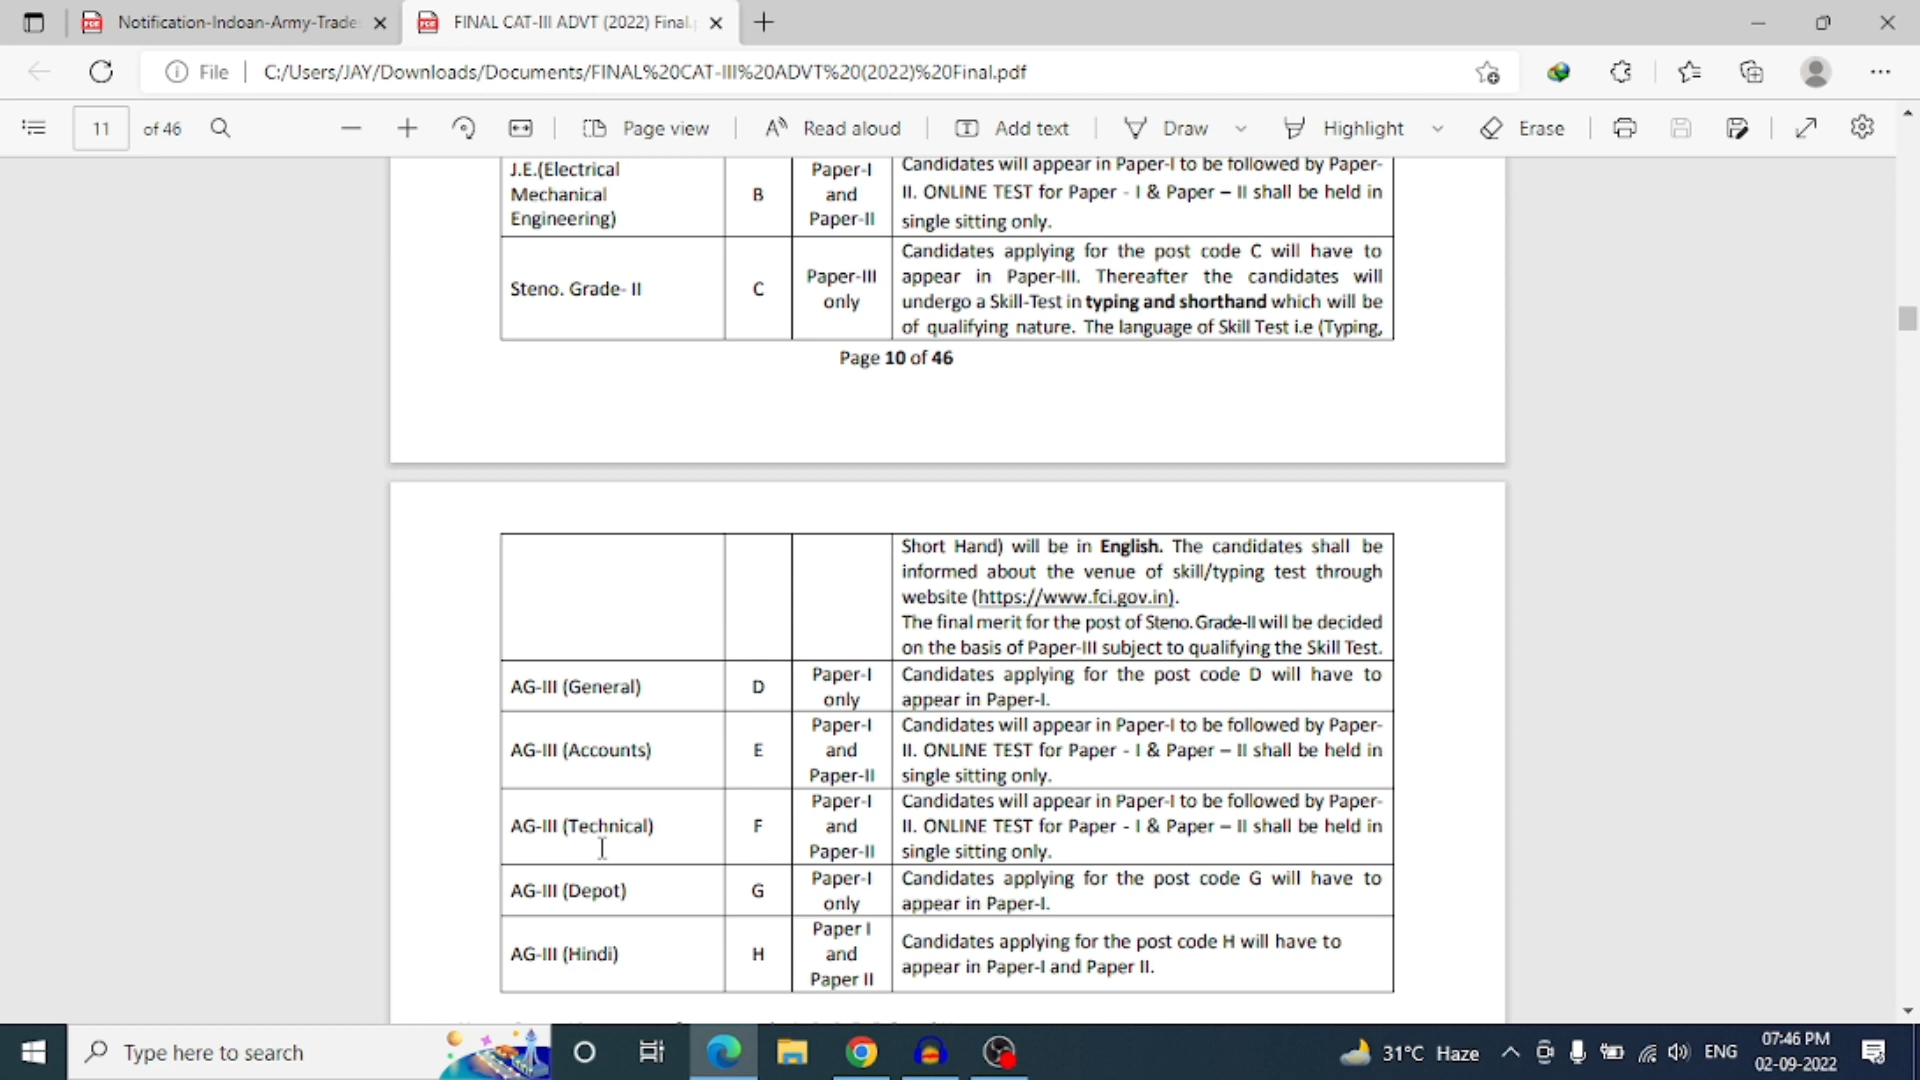 Notification-Indoan-Army-Trade
FINAL CAT-III ADVT (2022) Final.p
File
C:/Users/JAY/Downloads/Documents/FINAL%20CAT-III%20ADVT%20(2022)%20Final.pdf
11 of 46
Page view
Read aloud
Add text
Draw
Highlight
Erase
J.E.(Electrical
Mechanical
Engineering)
B
Paper-I
and
Paper-II
Candidates will appear in Paper-I to be followed by Paper-
II. ONLINE TEST for Paper - I & Paper – II shall be held in
single sitting only.
Steno. Grade- II
C
Paper-III
only
Candidates applying for the post code C will have to
appear in Paper-III. Thereafter the candidates will
undergo a Skill-Test in typing and shorthand which will be
of qualifying nature. The language of Skill Test i.e (Typing,
Page 10 of 46
Short Hand) will be in English. The candidates shall be
informed about the venue of skill/typing test through
website (https://www.fci.gov.in).
The final merit for the post of Steno. Grade-II will be decided
on the basis of Paper-III subject to qualifying the Skill Test.
AG-III (General)
D
Paper-I
only
Candidates applying for the post code D will have to
appear in Paper-I.
AG-III (Accounts)
E
Paper-I
and
Paper-II
Candidates will appear in Paper-I to be followed by Paper-
II. ONLINE TEST for Paper - I & Paper – II shall be held in
single sitting only.
AG-III (Technical)
F
Paper-I
and
Paper-II
Candidates will appear in Paper-I to be followed by Paper-
II. ONLINE TEST for Paper - I & Paper – II shall be held in
single sitting only.
AG-III (Depot)
G
Paper-I
only
Candidates applying for the post code G will have to
appear in Paper-I.
AG-III (Hindi)
H
Paper I
and
Paper II
Candidates applying for the post code H will have to
appear in Paper-I and Paper II.
Type here to search
31°C Haze
ENG
07:46 PM
02-09-2022